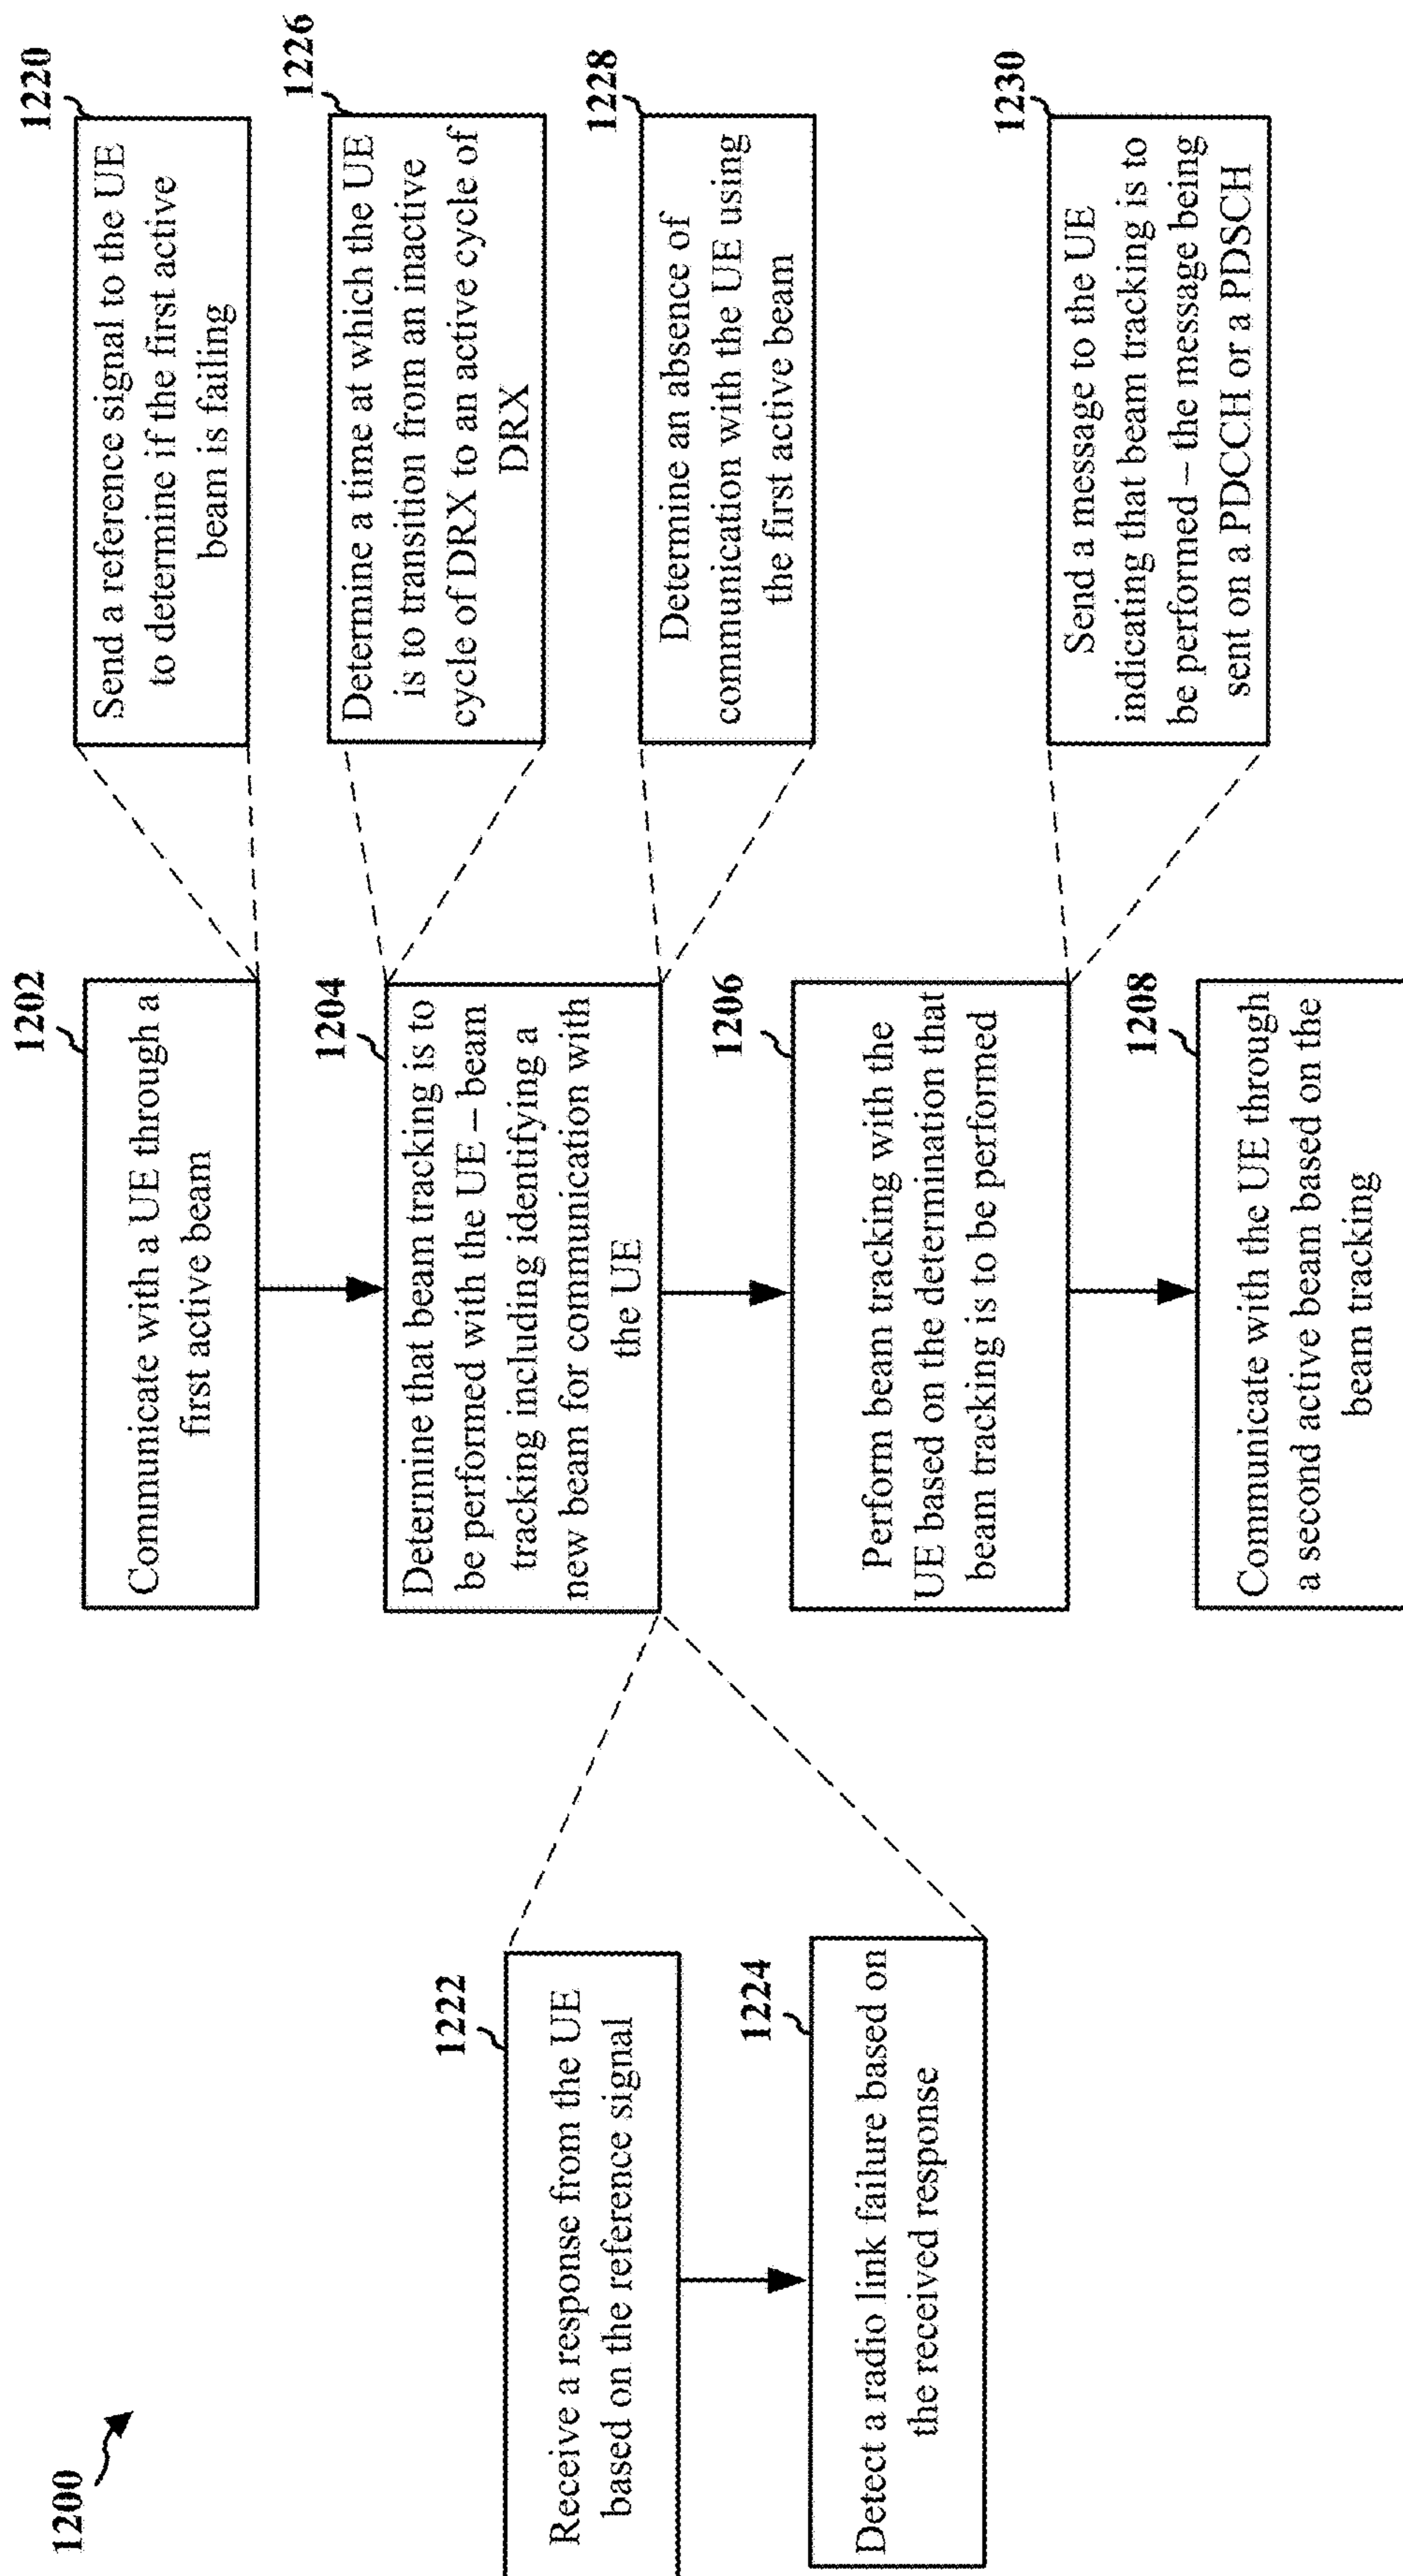 1200
1202
Communicate with a UE through a
first active beam
1220
Send a reference signal to the UE
to determine if the first active
beam is failing
1204
Determine that beam tracking is to
be performed with the UE – beam
tracking including identifying a
new beam for communication with
the UE
1226
Determine a time at which the UE
is to transition from an inactive
cycle of DRX to an active cycle of
DRX
1222
Receive a response from the UE
based on the reference signal
1228
Determine an absence of
communication with the UE using
the first active beam
1224
Detect a radio link failure based on
the received response
1206
Perform beam tracking with the
UE based on the determination that
beam tracking is to be performed
1230
Send a message to the UE
indicating that beam tracking is to
be performed – the message being
sent on a PDCCH or a PDSCH
1208
Communicate with the UE through
a second active beam based on the
beam tracking